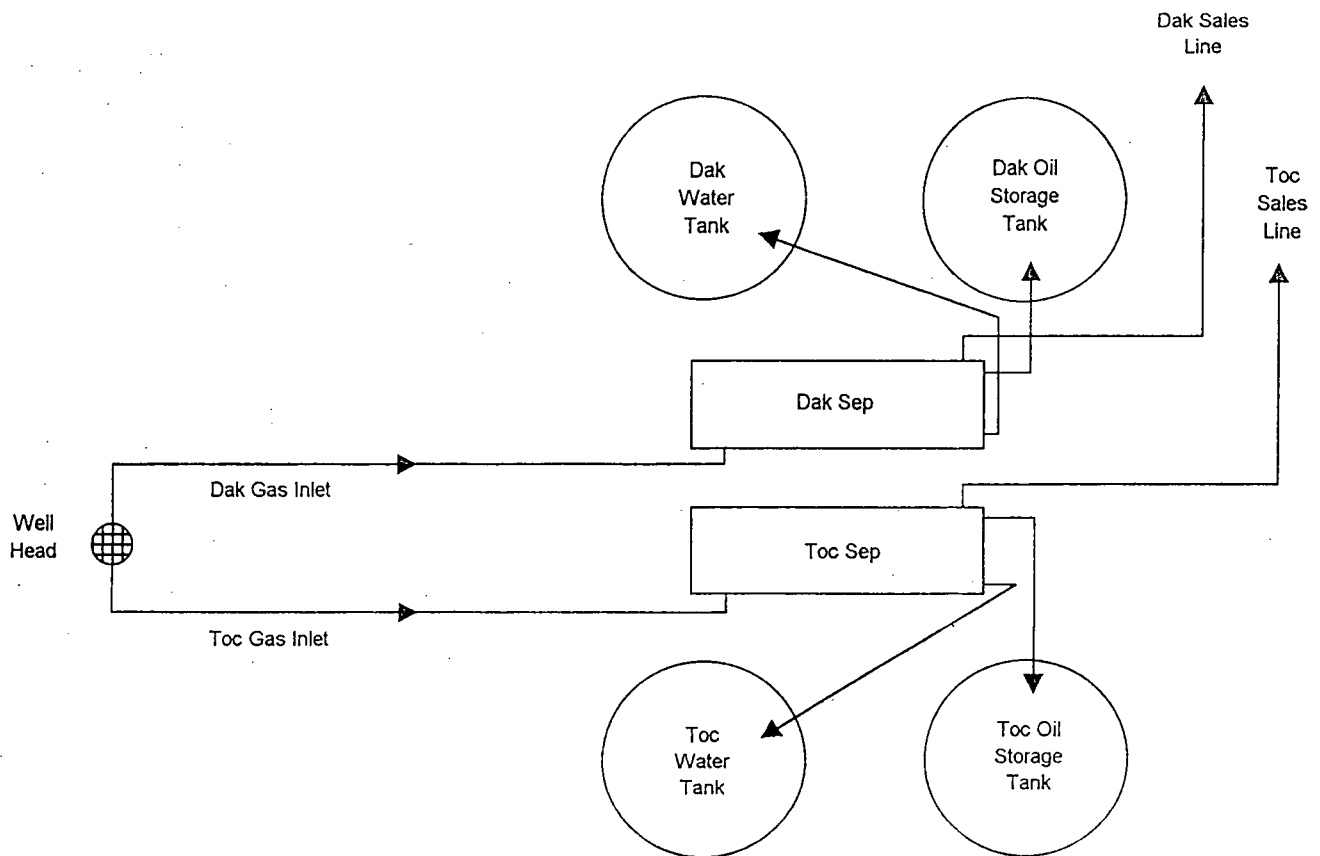 Dak Sales
Line
Dak
Water
Tank
Dak Oil
Storage
Tank
Toc
Sales
Line
Dak Sep
Dak Gas Inlet
Well
Head
Toc Sep
Toc Gas Inlet
Toc
Water
Tank
Toc Oil
Storage
Tank